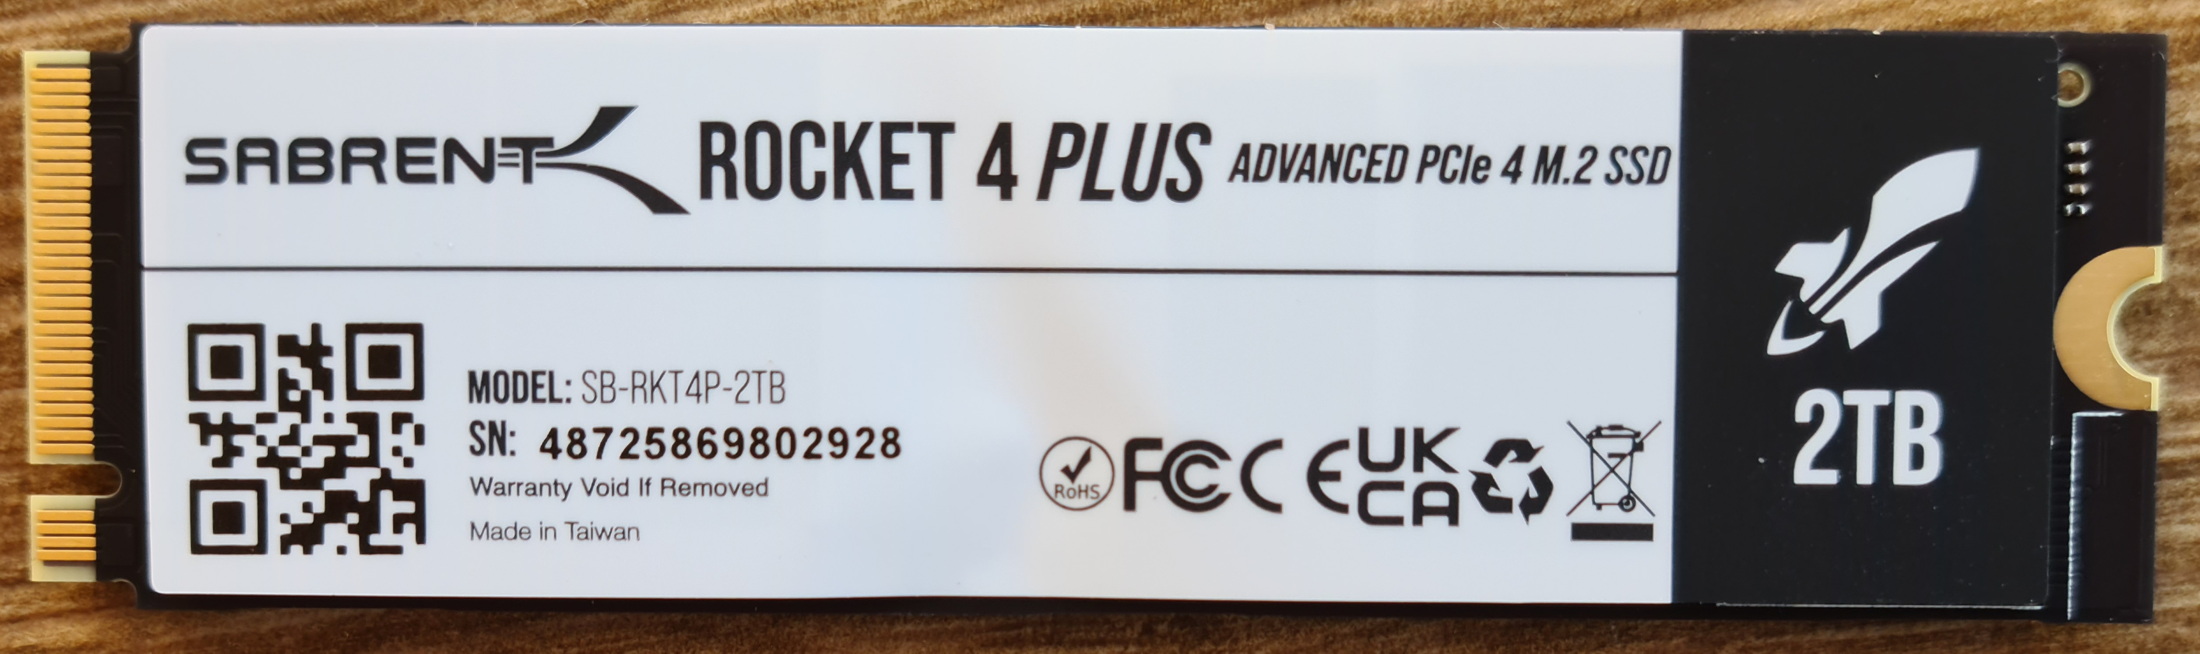 SABRENT ROCKET 4 PLUS ADVANCED PCIe 4 M.2 SSD
MODEL: SB-RKT4P-2TB
SN: 48725869802928
Warranty Void If Removed
Made in Taiwan
RoHS FCC CE UK CA
2TB